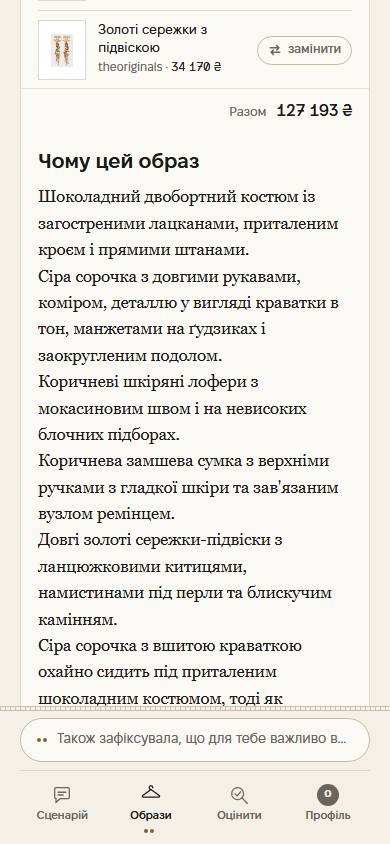 Золоті сережки з
підвіскою
theoriginals · 34 170 ₴
замінити
Разом 127 193 ₴
Чому цей образ
Шоколадний двобортний костюм із
загостреними лацканами, приталеним
кроєм і прямими штанами.
Сіра сорочка з довгими рукавами,
коміром, деталлю у вигляді краватки в
тон, манжетами на ґудзиках і
заокругленим подолом.
Коричневі шкіряні лофери з
мокасиновим швом і на невисоких
блочних підборах.
Коричнева замшева сумка з верхніми
ручками з гладкої шкіри та зав'язаним
вузлом ремінцем.
Довгі золоті сережки-підвіски з
ланцюжковими китицями,
намистинами під перли та блискучим
камінням.
Сіра сорочка з вшитою краваткою
охайно сидить під приталеним
шоколадним костюмом, тоді як
Також зафіксувала, що для тебе важливо в...
Сценарій
Образи
Оцінити
О
Профіль